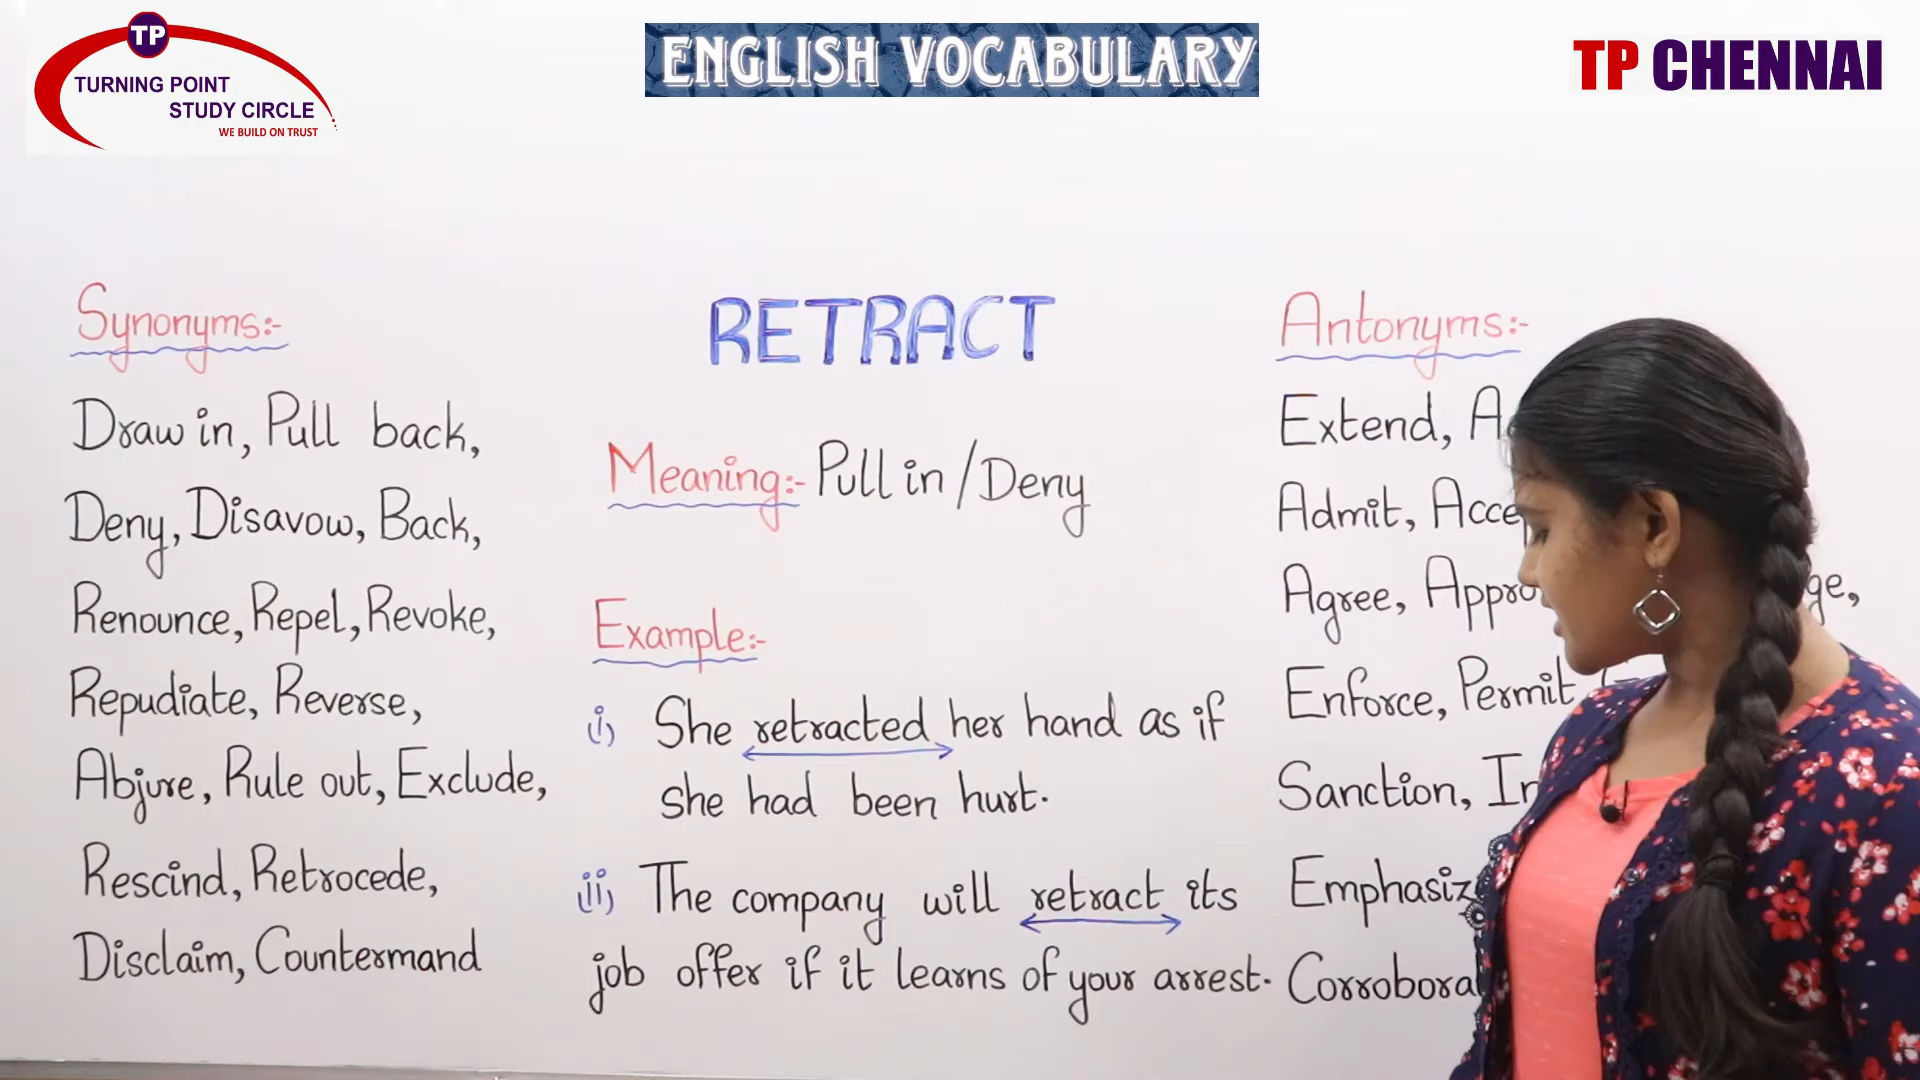 TP
TURNING POINT
STUDY CIRCLE
WE BUILD ON TRUST
ENGLISH VOCABULARY
TP CHENNAI
Synonyms:-
Draw in, Pull back,
Deny, Disavow, Back,
Renounce, Repel, Revoke,
Repudiate, Reverse,
Abjure, Rule out, Exclude,
Rescind, Retrocede,
Disclaim, Countermand
RETRACT
Meaning:- Pull in / Deny
Example:-
i) She retracted her hand as if
she had been hurt.
ii) The company will retract its
job offer if it learns of your arrest.
Antonyms:-
Extend,
Admit,
Agree,
Enforce, Permit
Sanction,